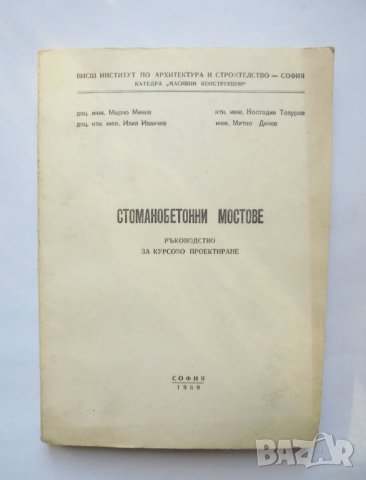 ВИСШ ИНСТИТУТ ПО АРХИТЕКТУРА И СТРОИТЕЛСТВО — СОФИЯ
КАТЕДРА „МАСИВНИ КОНСТРУКЦИИ"
доц. инж. Марчо Минев
доц. ктн. инж. Илия Иванчев
ктн. инж. Костадин Топуров
инж. Митко Дечев
СТОМАНОБЕТОННИ МОСТОВЕ
РЪКОВОДСТВО
ЗА КУРСОВО ПРОЕКТИРАНЕ
СОФИЯ
1989
BAZAR